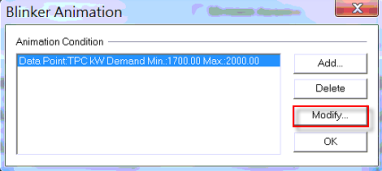 Blinker Animation
Animation Condition
Data Point:TPC kW Demand Min.:1700.00 Max.:2000.00
Add...
Delete
Modify...
OK